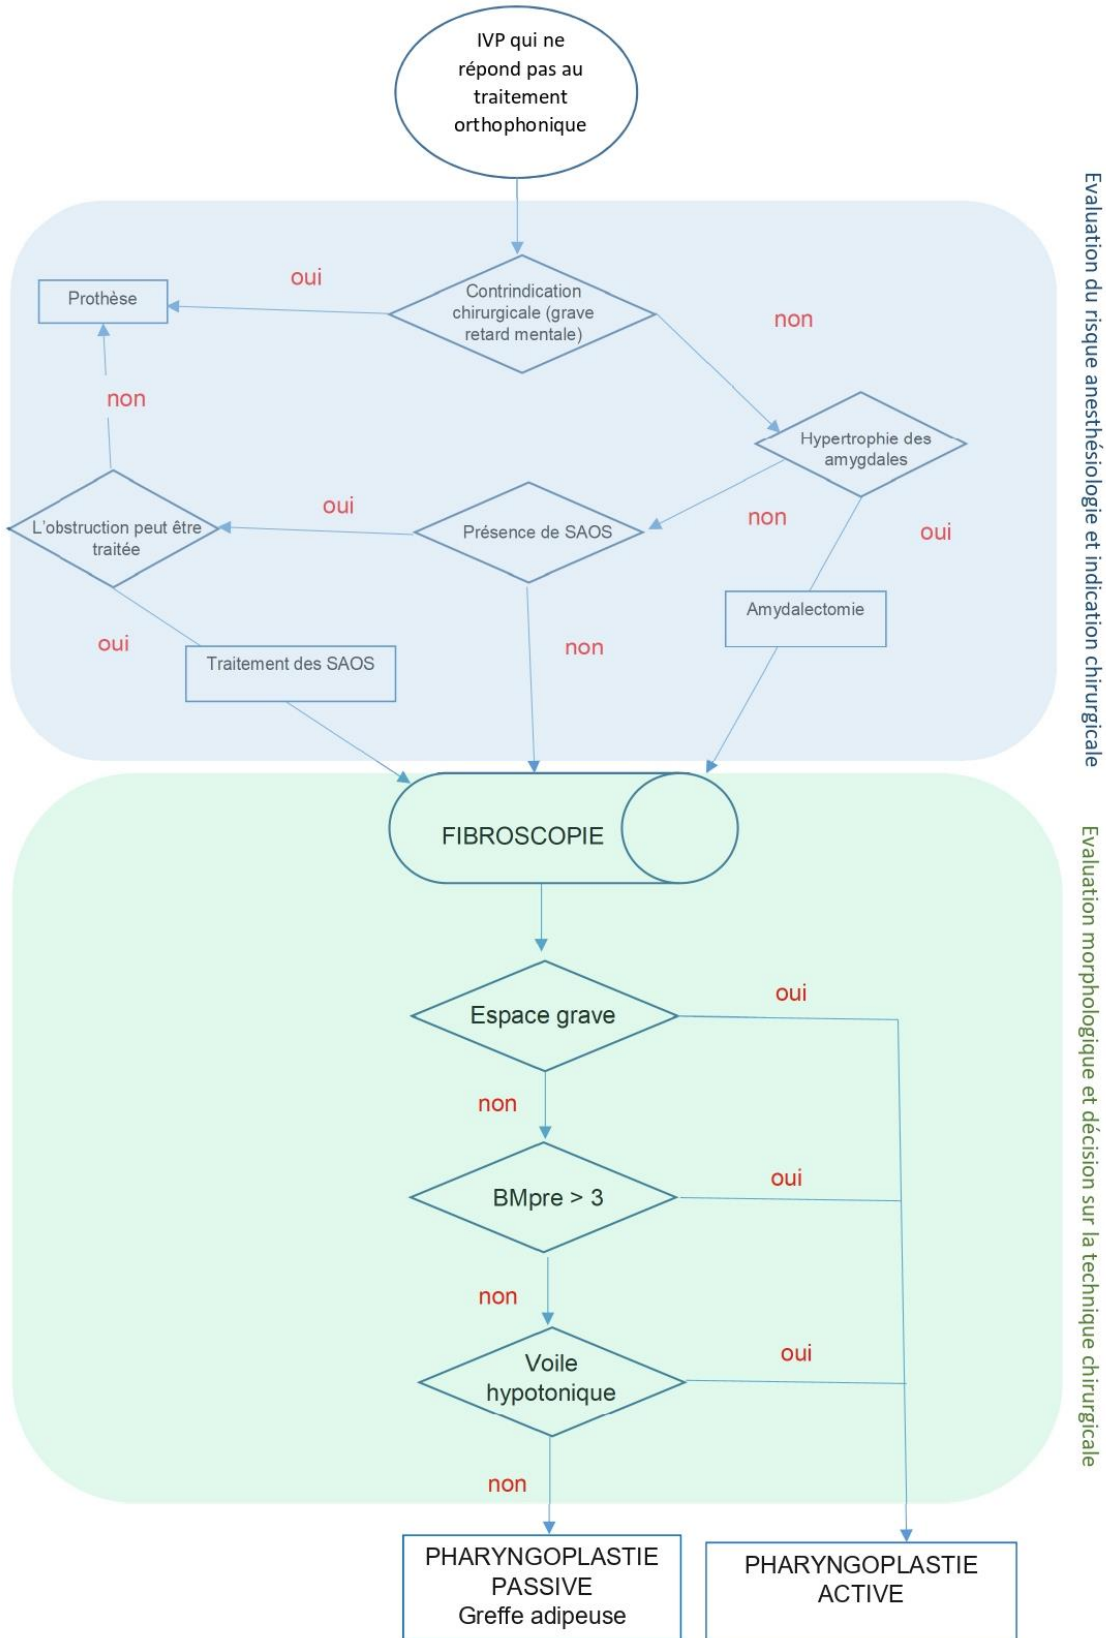 IVP qui ne
répond pas au
traitement
orthophonique
Evaluation du risque anesthésiologie et indication chirurgicale
oui
Prothèse
Contrindication
chirurgicale (grave
retard mentale)
non
non
Hypertrophie des
amygdales
L'obstruction peut être
traitée
oui
Présence de SAOS
non
oui
Amydalectomie
oui
Traitement des SAOS
non
FIBROSCOPIE
Evaluation morphologique et décision sur la technique chirurgicale
Espace grave
oui
non
BMpre > 3
oui
non
Voile
hypotonique
oui
non
PHARYNGOPLASTIE
PASSIVE
Greffe adipeuse
PHARYNGOPLASTIE
ACTIVE